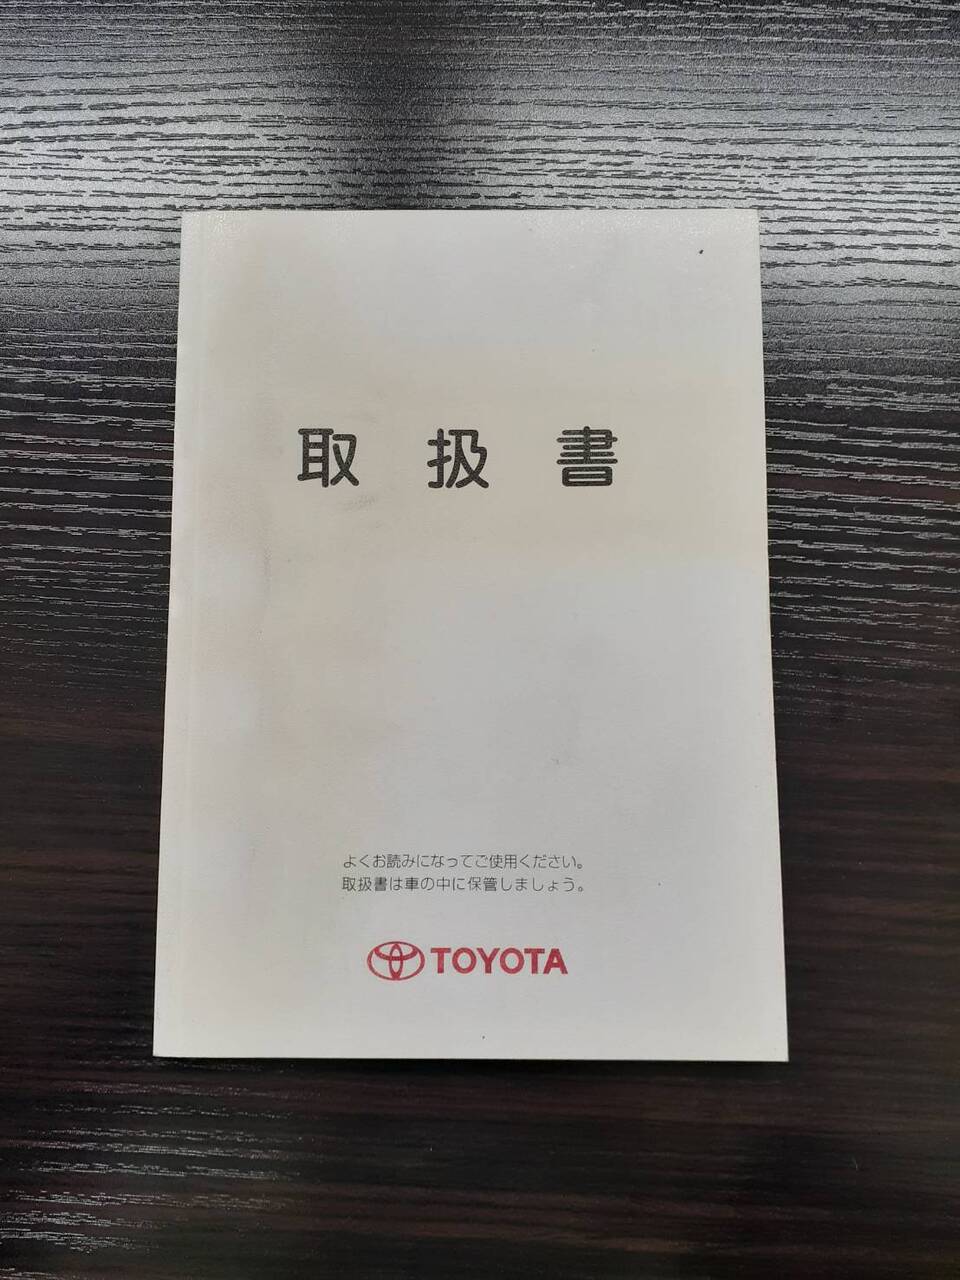 取扱書
よくお読みになってご使用ください。
取扱書は車の中に保管しましょう。
TOYOTA